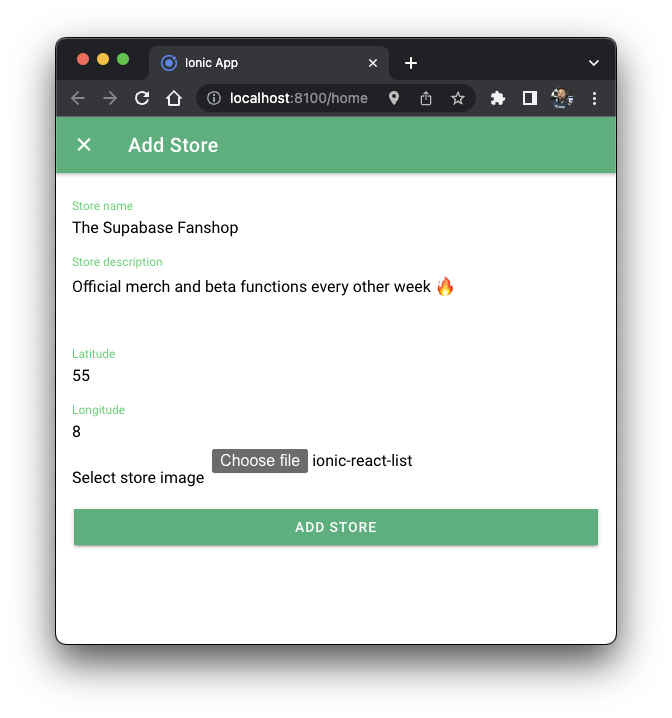 Ionic App
localhost:8100/home
Add Store
Store name
The Supabase Fanshop
Store description
Official merch and beta functions every other week 🔥
Latitude
55
Longitude
8
Select store image Choose file ionic-react-list
ADD STORE